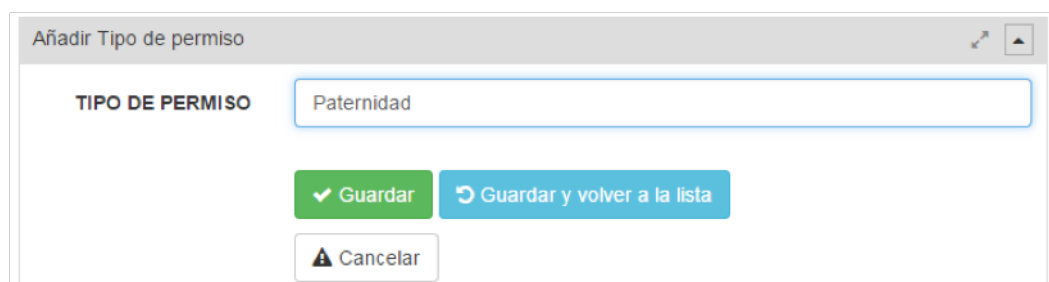 Añadir Tipo de permiso
TIPO DE PERMISO Paternidad
Guardar Guardar y volver a la lista
Cancelar